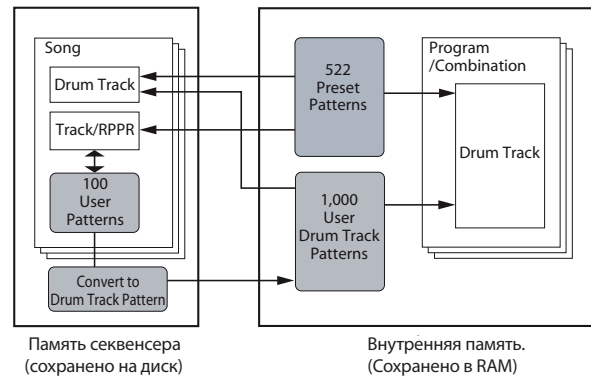 Song
Drum Track
Track/RPPR
100
User
Patterns
Convert to
Drum Track Pattern
522
Preset
Patterns
1,000
User
Drum Track
Patterns
Program
/Combination
Drum Track
Память секвенсера
(сохранено на диск)
Внутренняя память.
(Сохранено в RAM)